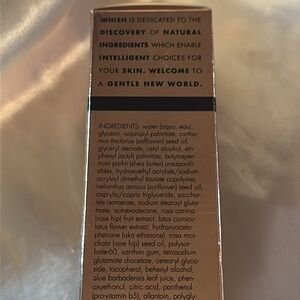 WHISH IS DEDICATED TO THE
DISCOVERY OF NATURAL
INGREDIENTS WHICH ENABLE
INTELLIGENT CHOICES FOR
YOUR SKIN. WELCOME TO
A GENTLE NEW WORLD.
INGREDIENTS: water (aqua, eau),
glycerin, isopropyl palmitate, cartha-
mus tinctorius (safflower) seed oil,
glyceryl stearate, cetyl alcohol, eth-
ylhexyl (octyl) palmitate, butyrosper-
mum parkii (shea butter) unsaponifi-
ables, hydroxyethyl acrylate/sodium
acryloyl dimethyl taurate copolymer,
helianthus annuus (sunflower) seed oil,
caprylic/capric triglyceride, sacchar-
ide isomerate, sodium stearoyl gluta-
mate, isohexadecane, rosa canina
(rose hip) fruit extract, lotus cornicu-
latus flower extract, hydroxyaceto-
phenone (aka ethanone), rosa mos-
chata (rose hip) seed oil, polysor-
bate-60, xanthan gum, tetrasodium
glutamate diacetate, cetearyl gluco-
side, tocopherol, behenyl alcohol,
aloe barbadensis leaf juice, phen-
oxyethanol, citric acid, panthenol
(provitamin b5), allantoin, polygly-